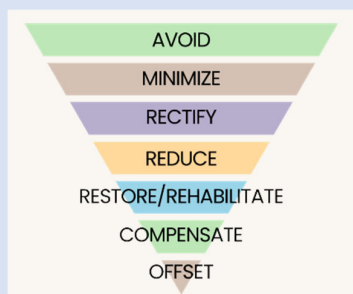 AVOID
MINIMIZE
RECTIFY
REDUCE
RESTORE/REHABILITATE
COMPENSATE
OFFSET